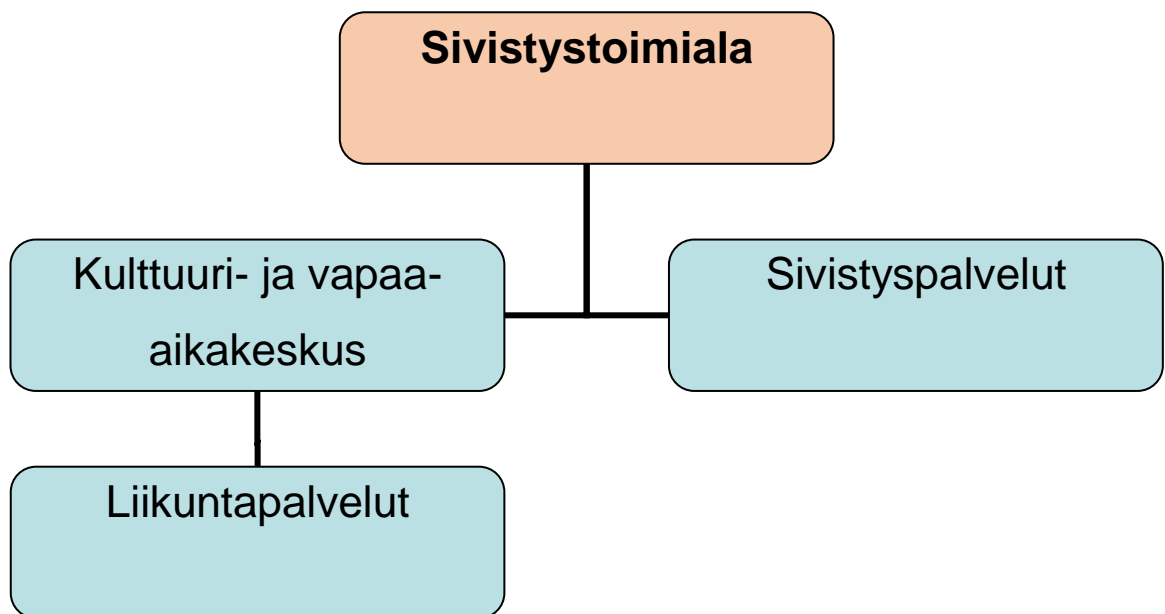 Sivistystoimiala
Kulttuuri- ja vapaa-
aikakeskus
Sivistyspalvelut
Liikuntapalvelut